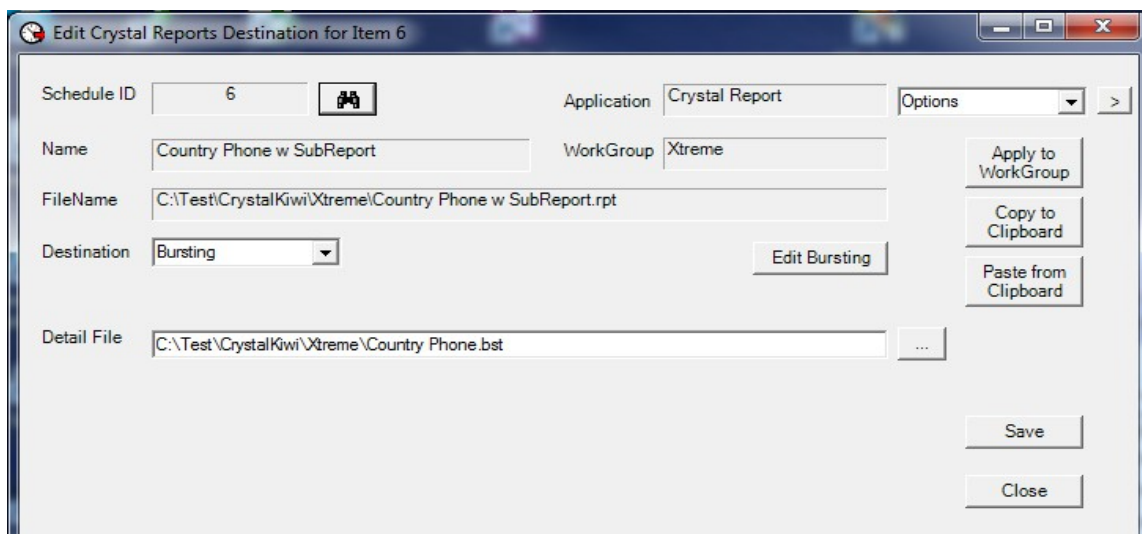 Edit Crystal Reports Destination for Item 6
Schedule ID 6 Application Crystal Report Options >
Name Country Phone w SubReport WorkGroup Xtreme
Apply to
WorkGroup
FileName C:\Test\CrystalKiwi\Xtreme\Country Phone w SubReport.rpt
Copy to
Clipboard
Destination Bursting Edit Bursting
Paste from
Clipboard
Detail File C:\Test\CrystalKiwi\Xtreme\Country Phone.bst ...
Save
Close